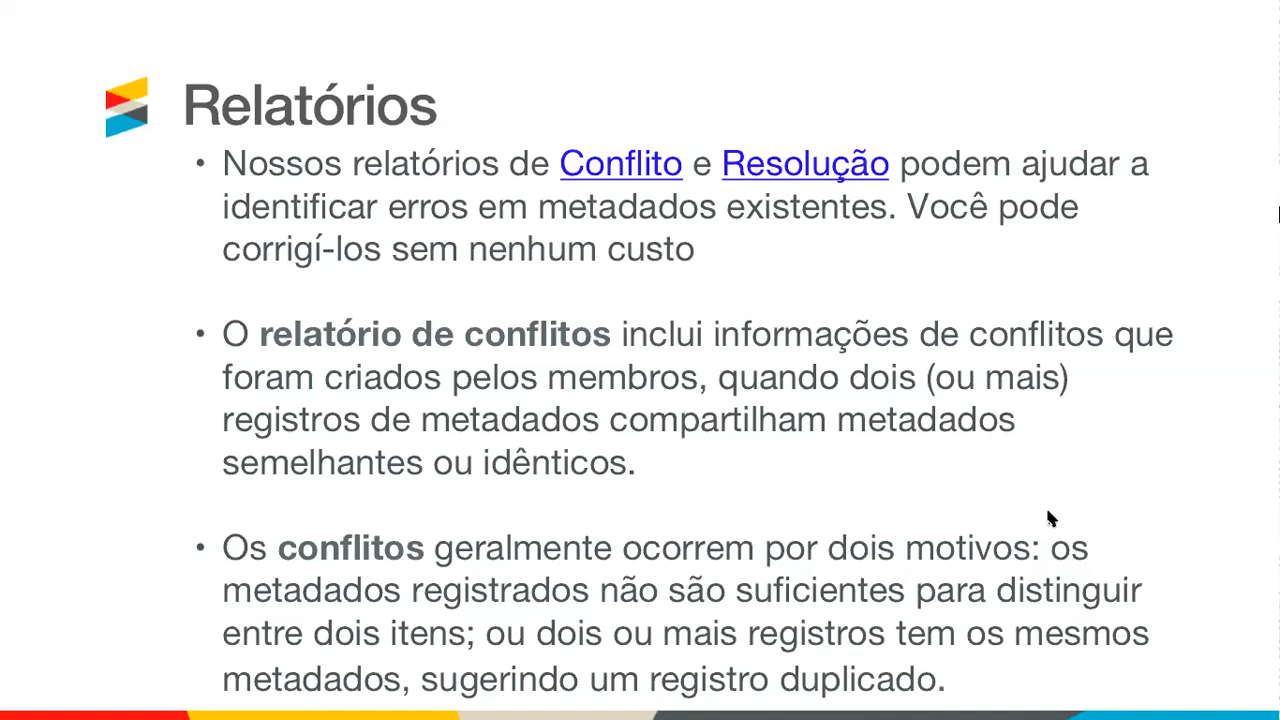 Relatórios
• Nossos relatórios de Conflito e Resolução podem ajudar a
identificar erros em metadados existentes. Você pode
corrigí-los sem nenhum custo
• O relatório de conflitos inclui informações de conflitos que
foram criados pelos membros, quando dois (ou mais)
registros de metadados compartilham metadados
semelhantes ou idênticos.
• Os conflitos geralmente ocorrem por dois motivos: os
metadados registrados não são suficientes para distinguir
entre dois itens; ou dois ou mais registros tem os mesmos
metadados, sugerindo um registro duplicado.